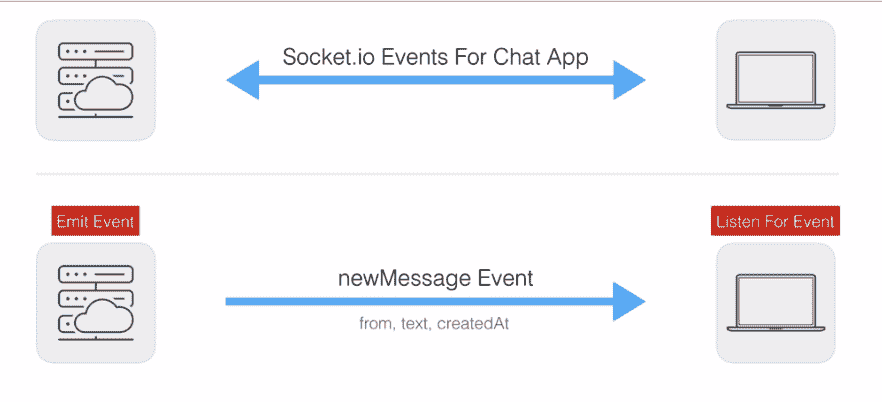 Socket.io Events For Chat App
Emit Event
Listen For Event
newMessage Event
from, text, createdAt